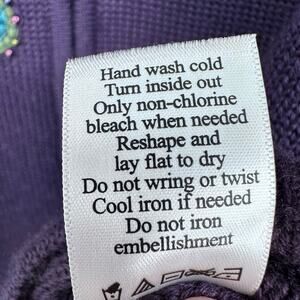 Hand wash cold
Turn inside out
Only non-chlorine
bleach when needed
Reshape and
lay flat to dry
Do not wring or twist
Cool iron if needed
Do not iron
embellishment